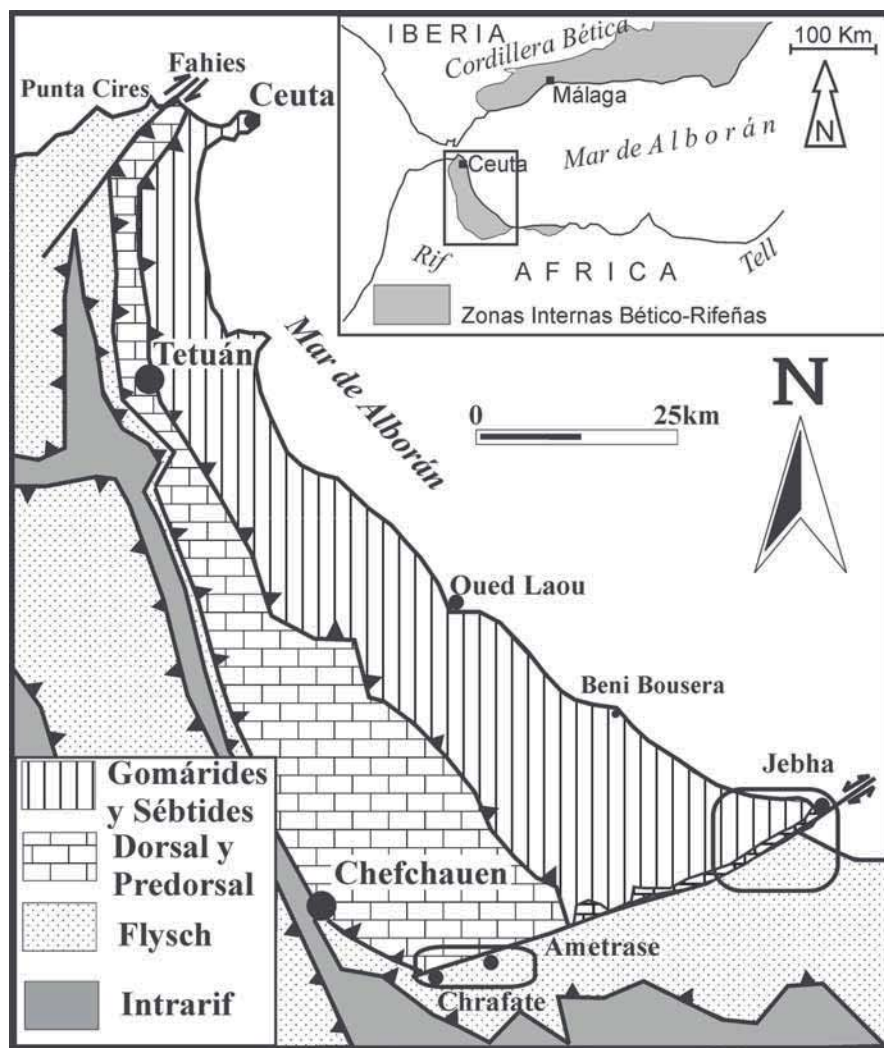 Fahies
Punta Cires
Ceuta
IBERIA
Cordillera Bética
100 Km
Málaga
N
Mar de Alborán
Ceuta
Rif
AFRICA
Tell
Zonas Internas Bético-Rifeñas
Tetuán
Mar de Alborán
0 25km
N
Oued Laou
Beni Bousera
Jebha
Gomárides
y Sébtides
Dorsal y
Predorsal
Flysch
Intrarif
Chefchauen
Ametrase
Chrafate